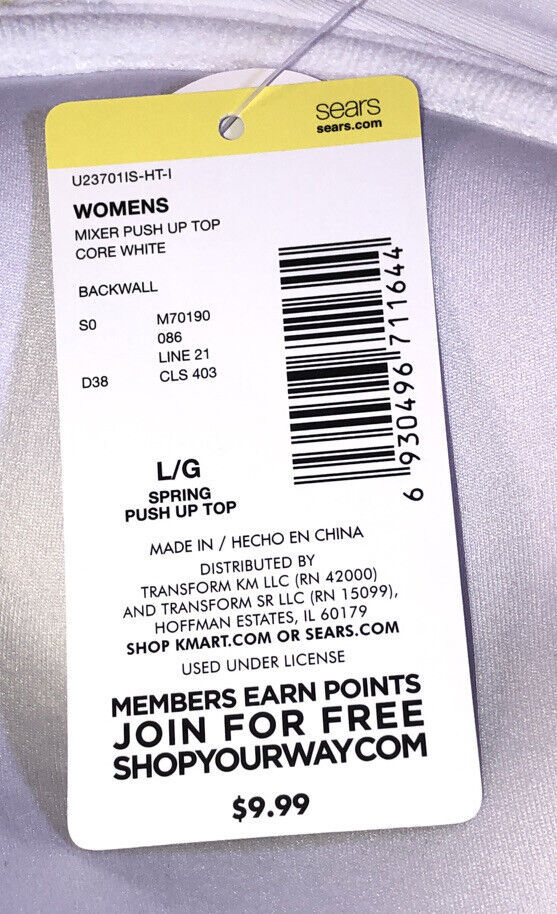 sears
sears.com
U23701IS-HT-I
WOMENS
MIXER PUSH UP TOP
CORE WHITE
BACKWALL
S0 M70190
086
LINE 21
D38 CLS 403
6 930496 711644
L/G
SPRING
PUSH UP TOP
MADE IN / HECHO EN CHINA
DISTRIBUTED BY
TRANSFORM KM LLC (RN 42000)
AND TRANSFORM SR LLC (RN 15099),
HOFFMAN ESTATES, IL 60179
SHOP KMART.COM OR SEARS.COM
USED UNDER LICENSE
MEMBERS EARN POINTS
JOIN FOR FREE
SHOPYOURWAY.COM
$9.99